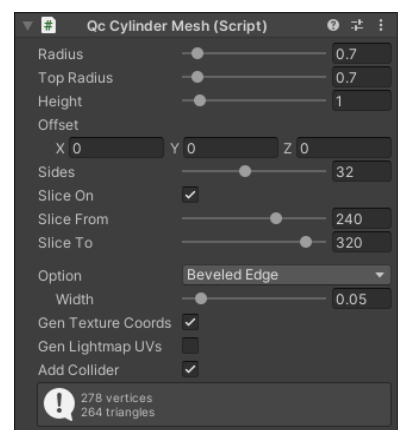 Qc Cylinder Mesh (Script)
Radius 0.7
Top Radius 0.7
Height 1
Offset
X 0 Y 0 Z 0
Sides 32
Slice On
Slice From 240
Slice To 320
Option Beveled Edge
Width 0.05
Gen Texture Coords
Gen Lightmap UVs
Add Collider
278 vertices
264 triangles